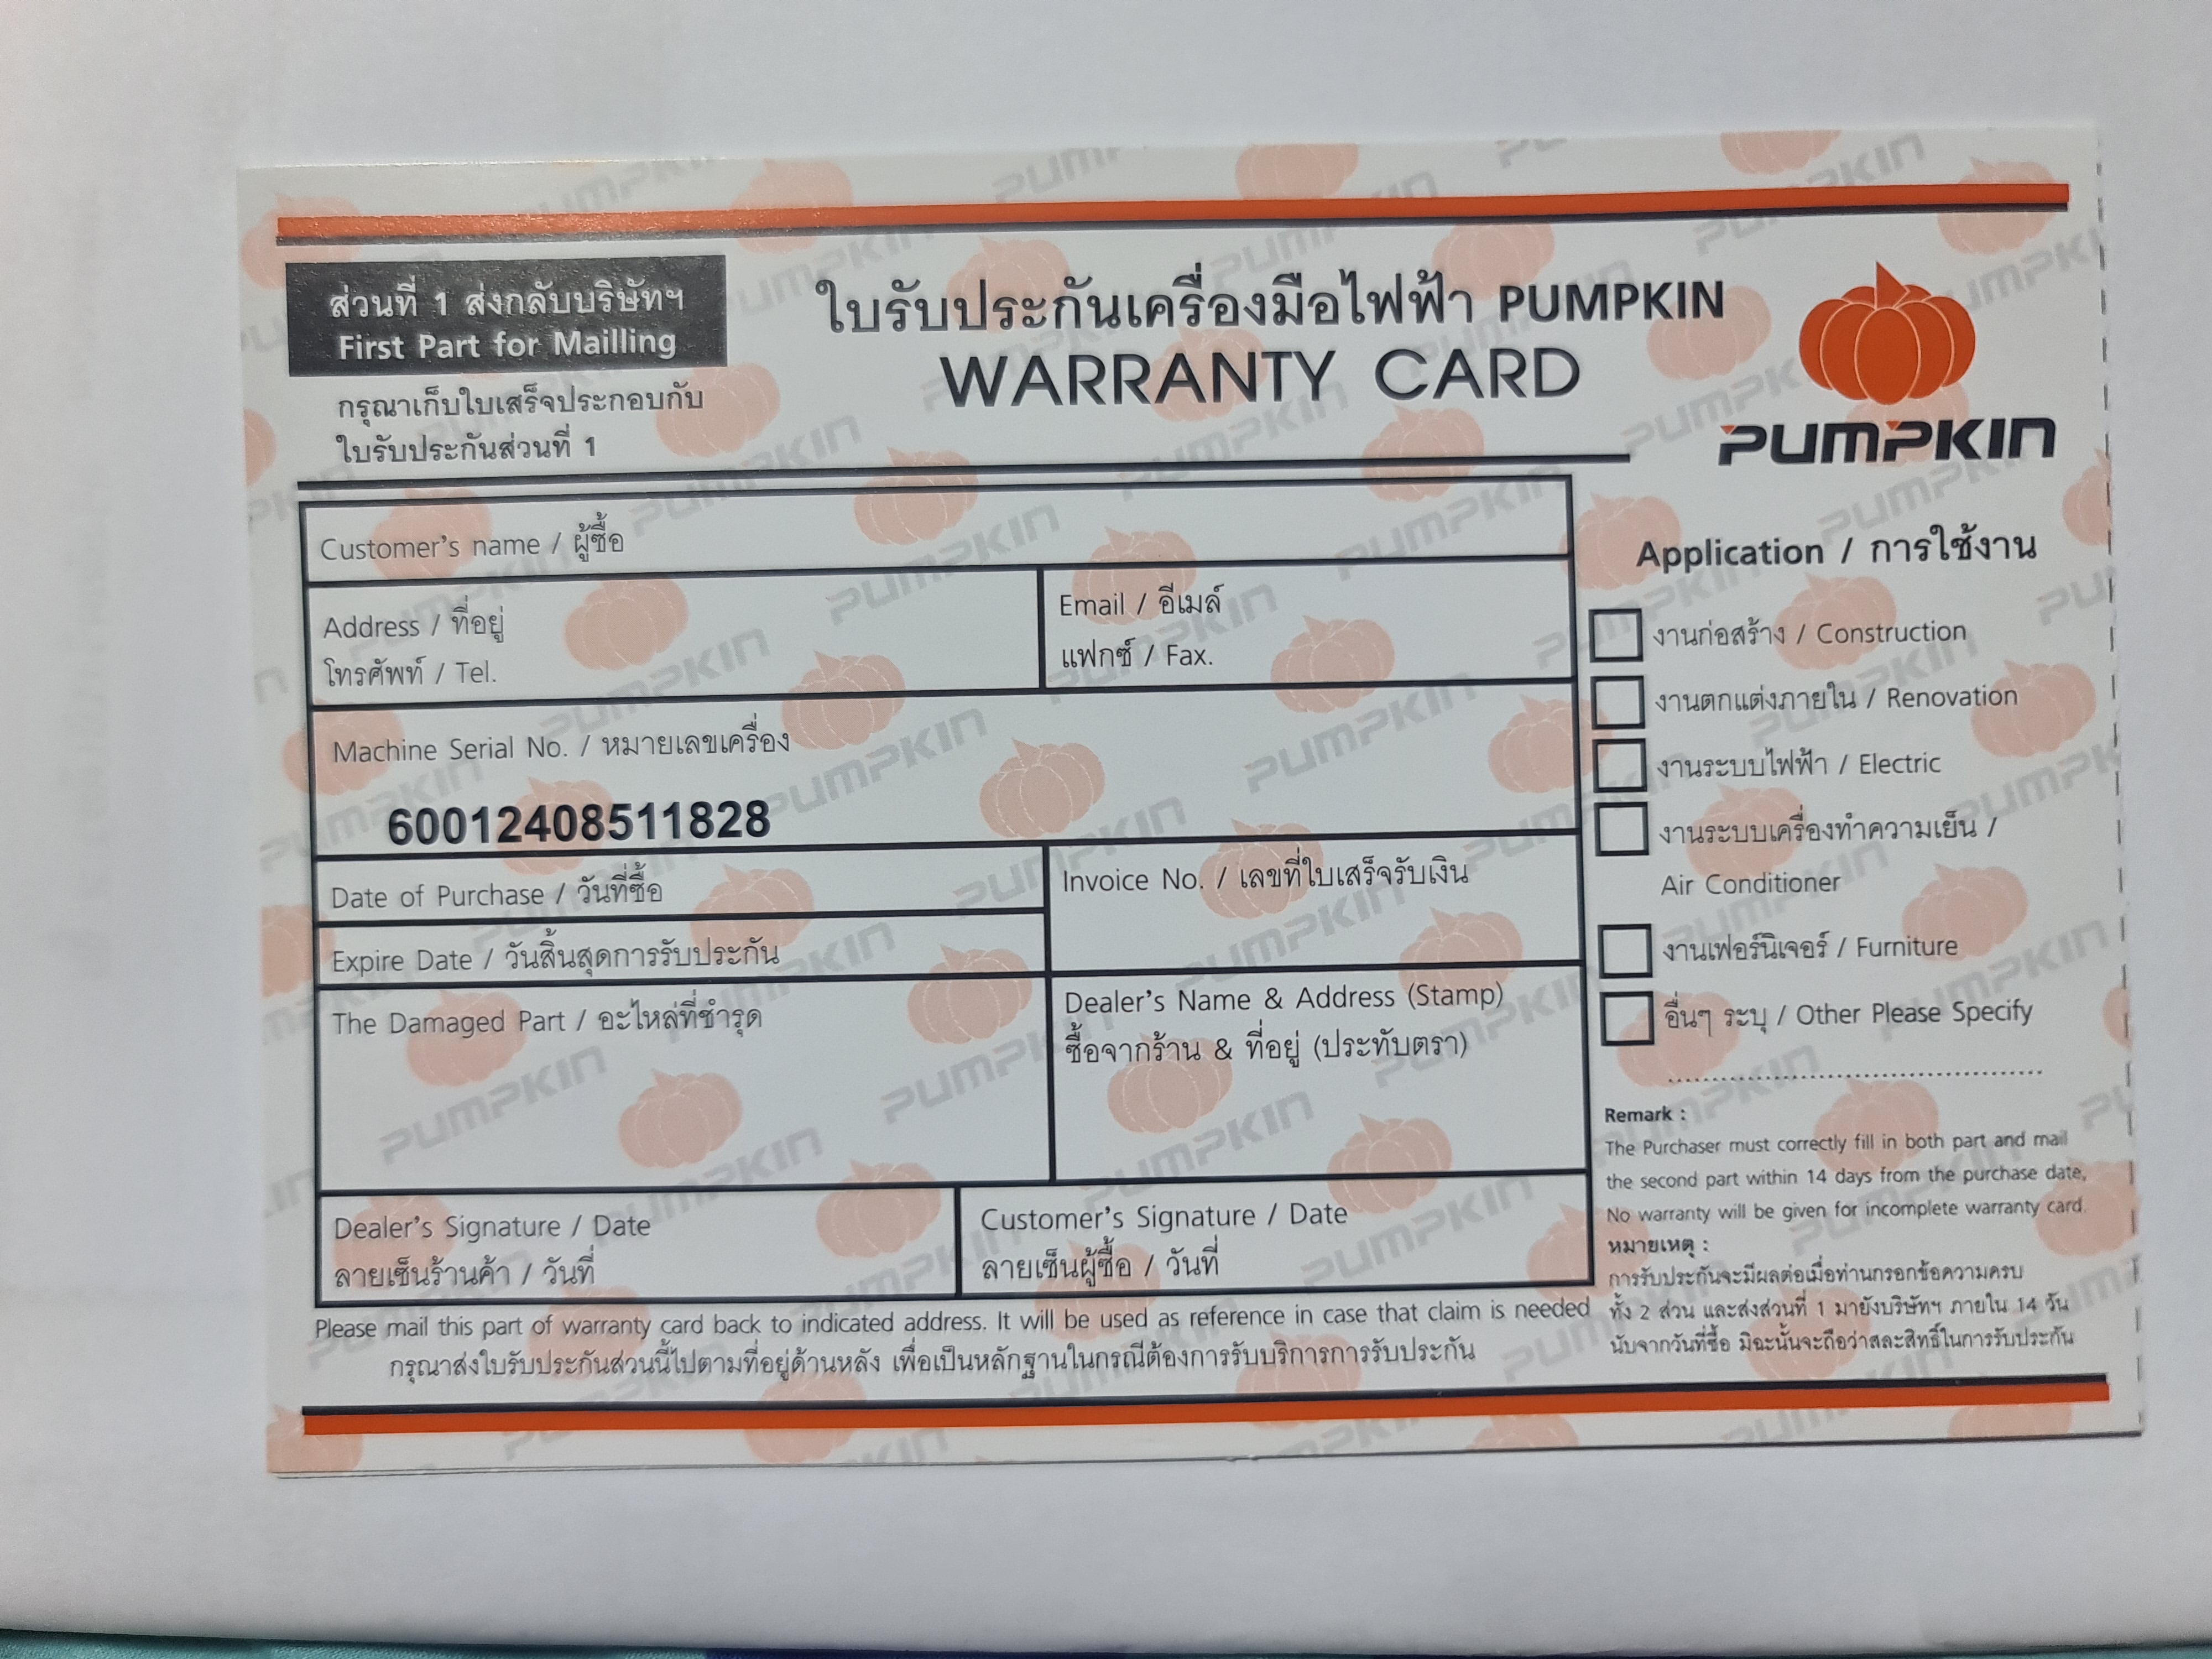 ส่วนที่ 1 ส่งกลับบริษัทฯ
First Part for Mailling
กรุณาเก็บใบเสร็จประกอบกับ
ใบรับประกันส่วนที่ 1
ใบรับประกันเครื่องมือไฟฟ้า PUMPKIN
WARRANTY CARD
PUMPKIN
Customer's name / ผู้ซื้อ
Address / ที่อยู่
โทรศัพท์ / Tel.
Email / อีเมล์
แฟกซ์ / Fax.
Machine Serial No. / หมายเลขเครื่อง
60012408511828
Date of Purchase / วันที่ซื้อ
Expire Date / วันสิ้นสุดการรับประกัน
Invoice No. / เลขที่ใบเสร็จรับเงิน
The Damaged Part / อะไหล่ที่ชำรุด
Dealer's Name & Address (Stamp)
ซื้อจากร้าน & ที่อยู่ (ประทับตรา)
Dealer's Signature / Date
ลายเซ็นร้านค้า / วันที่
Customer's Signature / Date
ลายเซ็นผู้ซื้อ / วันที่
Please mail this part of warranty card back to indicated address. It will be used as reference in case that claim is needed
กรุณาส่งใบรับประกันส่วนนี้ไปตามที่อยู่ด้านหลัง เพื่อเป็นหลักฐานในกรณีต้องการรับบริการการรับประกัน
Application / การใช้งาน
งานก่อสร้าง / Construction
งานตกแต่งภายใน / Renovation
งานระบบไฟฟ้า / Electric
งานระบบเครื่องทำความเย็น /
Air Conditioner
งานเฟอร์นิเจอร์ / Furniture
อื่นๆ ระบุ / Other Please Specify
Remark :
The Purchaser must correctly fill in both part and mail
the second part within 14 days from the purchase date,
No warranty will be given for incomplete warranty card.
หมายเหตุ :
การรับประกันจะมีผลต่อเมื่อท่านกรอกข้อความครบ
ทั้ง 2 ส่วน และส่งส่วนที่ 1 มายังบริษัทฯ ภายใน 14 วัน
นับจากวันที่ซื้อ มิฉะนั้นจะถือว่าสละสิทธิ์ในการรับประกัน